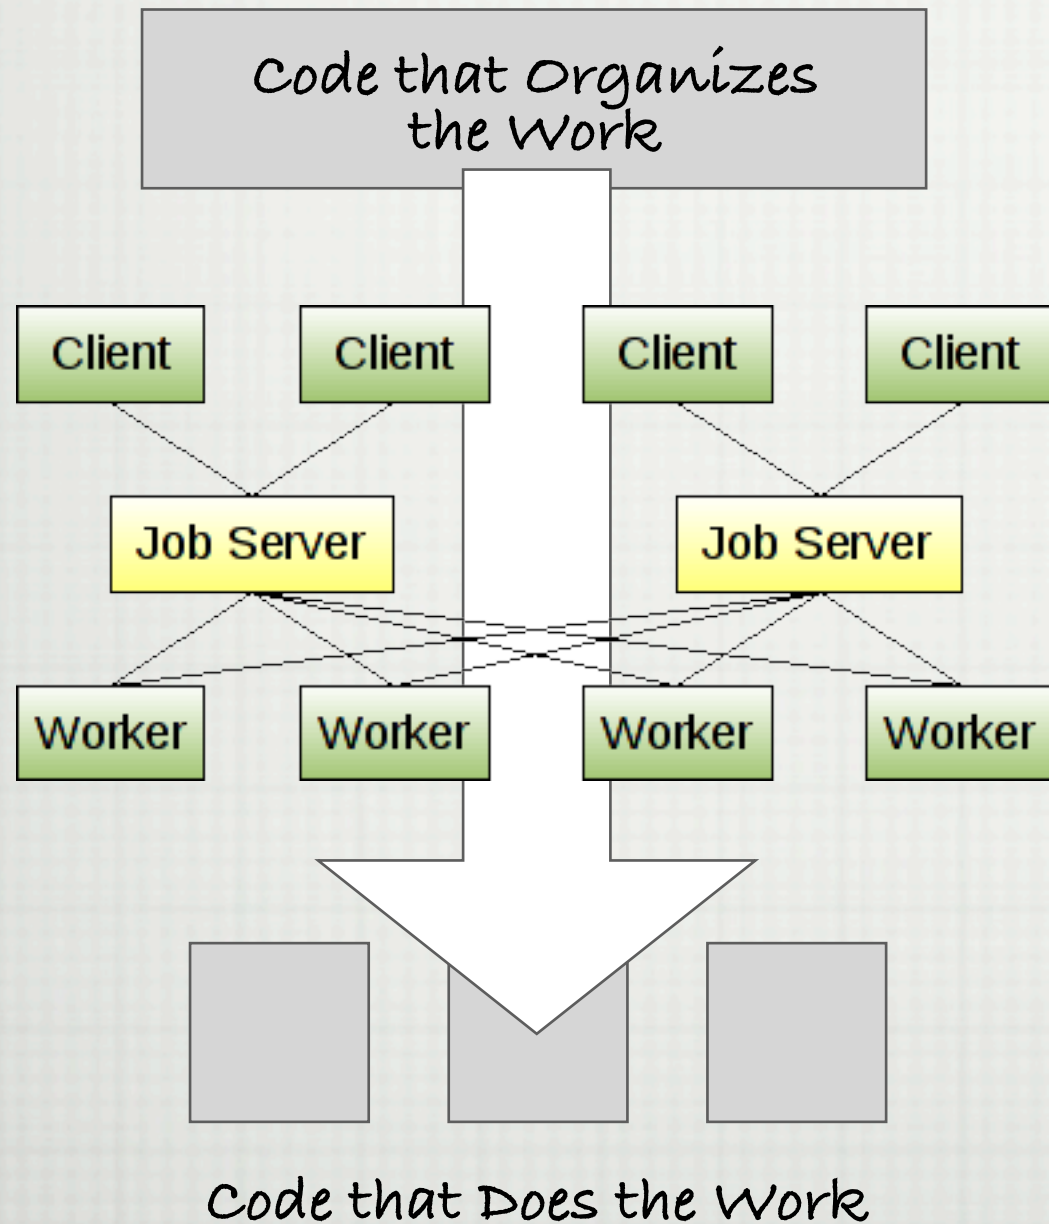 Code that Organizes
the Work
Client Client Client Client
Job Server Job Server
Worker Worker Worker Worker
Code that Does the Work